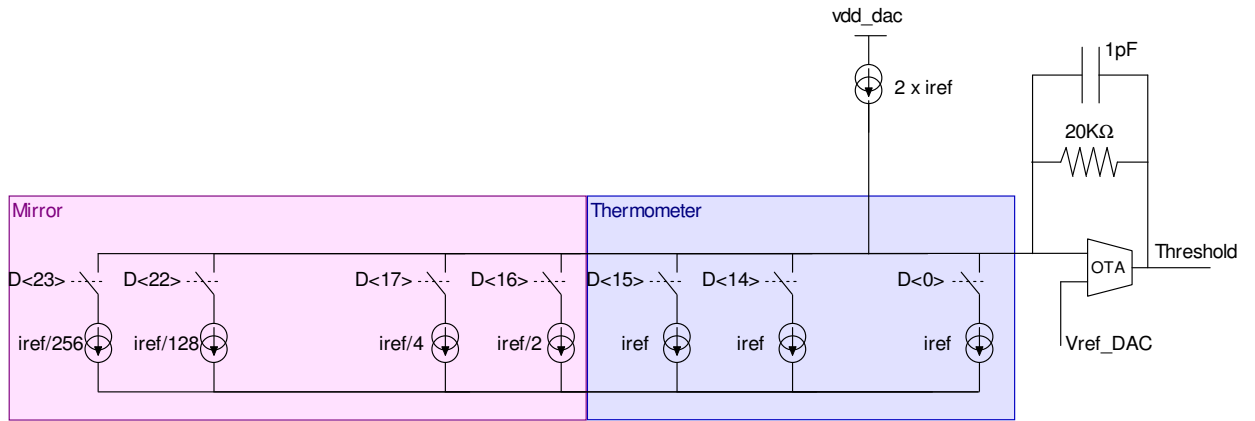 vdd_dac
2 x iref
1pF
20KΩ
Mirror
Thermometer
D<23>
D<22>
D<17>
D<16>
D<15>
D<14>
D<0>
OTA
Threshold
iref/256
iref/128
iref/4
iref/2
iref
iref
iref
Vref_DAC